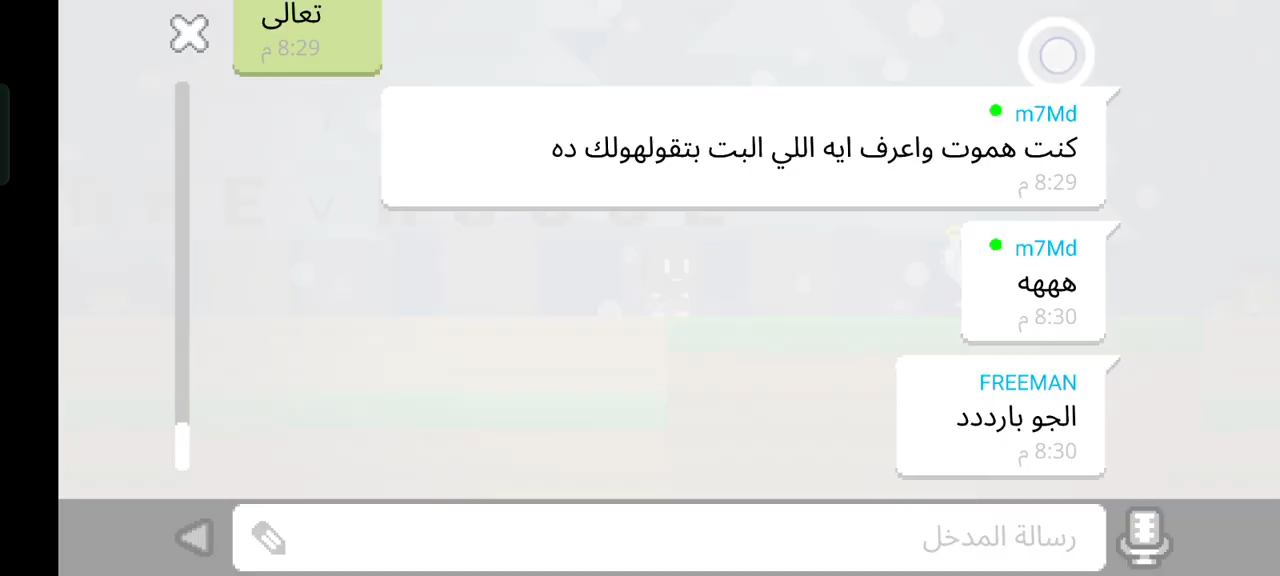 تعالى
8:29 م
m7Md
كنت هموت واعرف ايه اللي البت بتقولهولك ده
8:29 م
m7Md
هههه
8:30 م
FREEMAN
الجو بارددد
8:30 م
رسالة المدخل